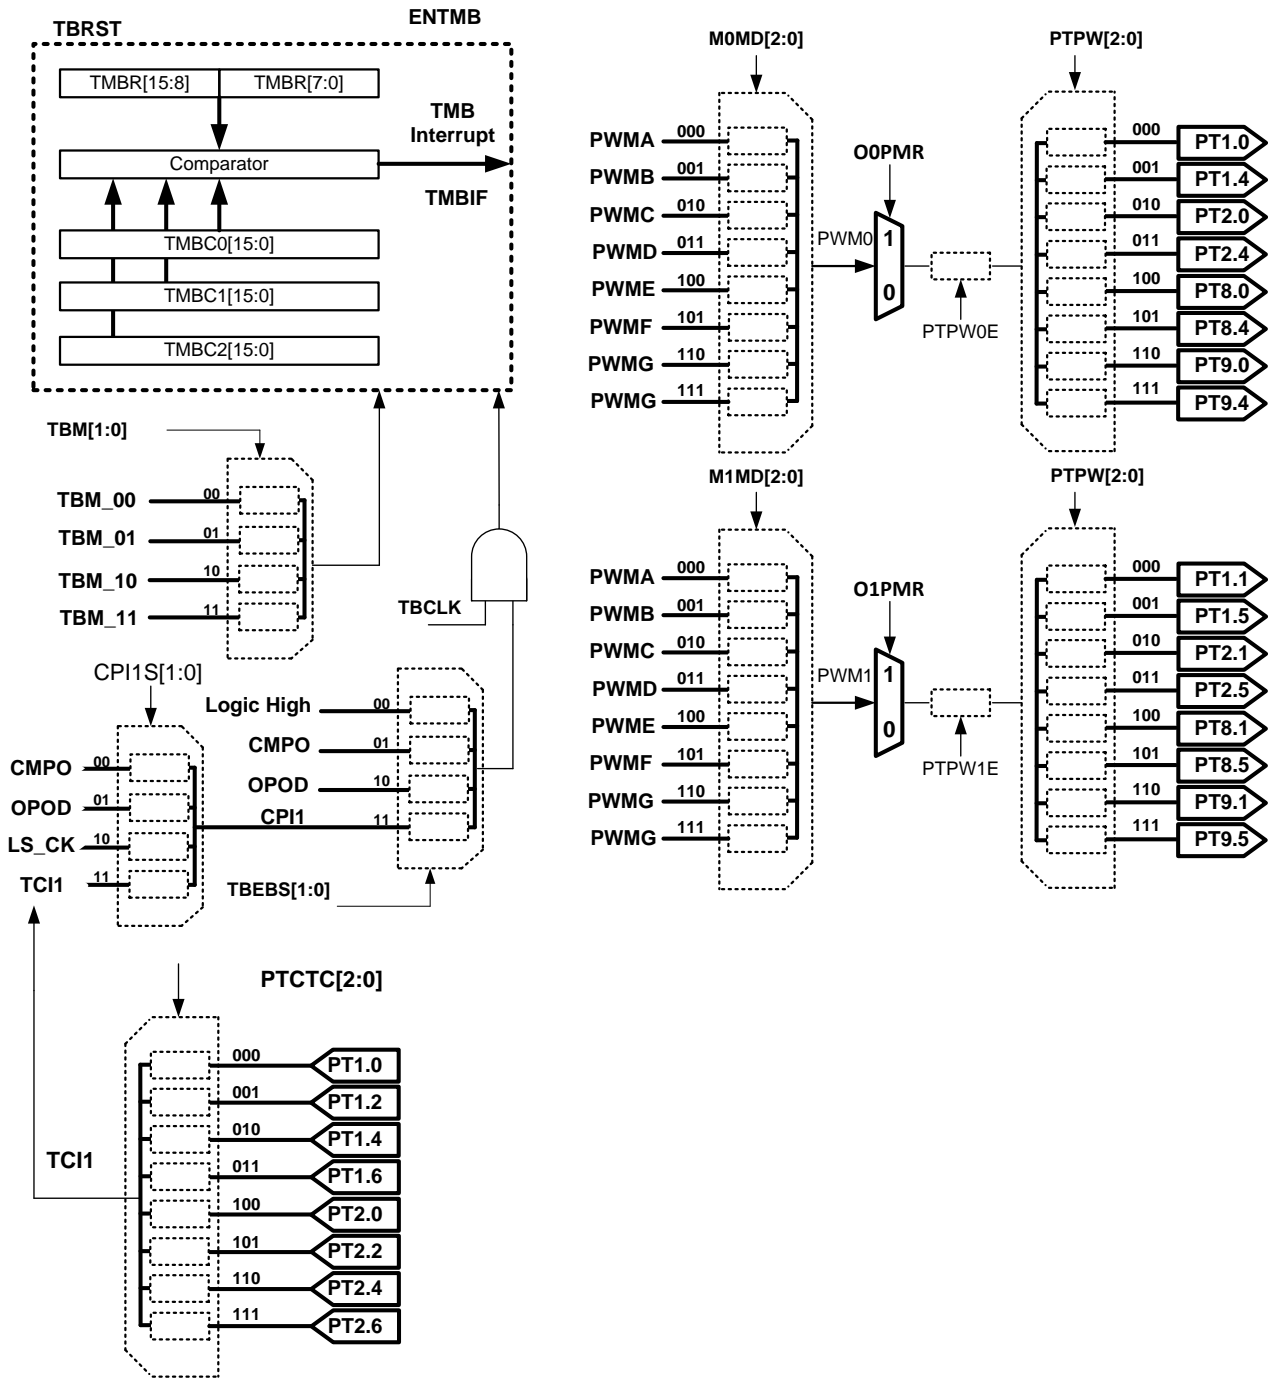 TBRST
ENTMB
TMBR[15:8]
TMBR[7:0]
TMB
Interrupt
Comparator
TMBIF
TMBC0[15:0]
TMBC1[15:0]
TMBC2[15:0]
TBM[1:0]
TBM_00
00
TBM_01
01
TBM_10
10
TBM_11
11
TBCLK
CPI1S[1:0]
Logic High
00
CMPO
01
OPOD
10
CPI1
11
CMPO
00
OPOD
01
LS_CK
10
TCI1
11
TBEBS[1:0]
PTCTC[2:0]
TCI1
000
PT1.0
001
PT1.2
010
PT1.4
011
PT1.6
100
PT2.0
101
PT2.2
110
PT2.4
111
PT2.6
M0MD[2:0]
PWMA
000
PWMB
001
PWMC
010
PWMD
011
PWME
100
PWMF
101
PWMG
110
PWMG
111
O0PMR
PWM0
1
0
PTPW0E
PTPW[2:0]
000
PT1.0
001
PT1.4
010
PT2.0
011
PT2.4
100
PT8.0
101
PT8.4
110
PT9.0
111
PT9.4
M1MD[2:0]
PWMA
000
PWMB
001
PWMC
010
PWMD
011
PWME
100
PWMF
101
PWMG
110
PWMG
111
O1PMR
PWM1
1
0
PTPW1E
PTPW[2:0]
000
PT1.1
001
PT1.5
010
PT2.1
011
PT2.5
100
PT8.1
101
PT8.5
110
PT9.1
111
PT9.5